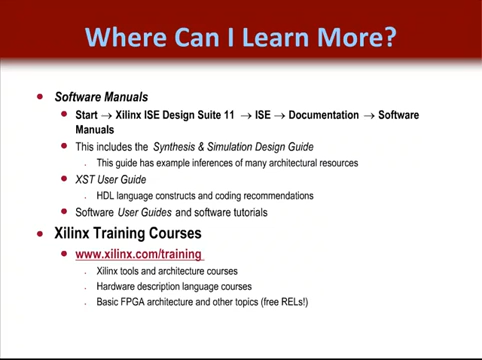 Where Can I Learn More?
• Software Manuals
• Start → Xilinx ISE Design Suite 11 → ISE → Documentation → Software
Manuals
• This includes the Synthesis & Simulation Design Guide
. This guide has example inferences of many architectural resources
• XST User Guide
. HDL language constructs and coding recommendations
• Software User Guides and software tutorials
• Xilinx Training Courses
• www.xilinx.com/training
. Xilinx tools and architecture courses
. Hardware description language courses
. Basic FPGA architecture and other topics (free RELs!)